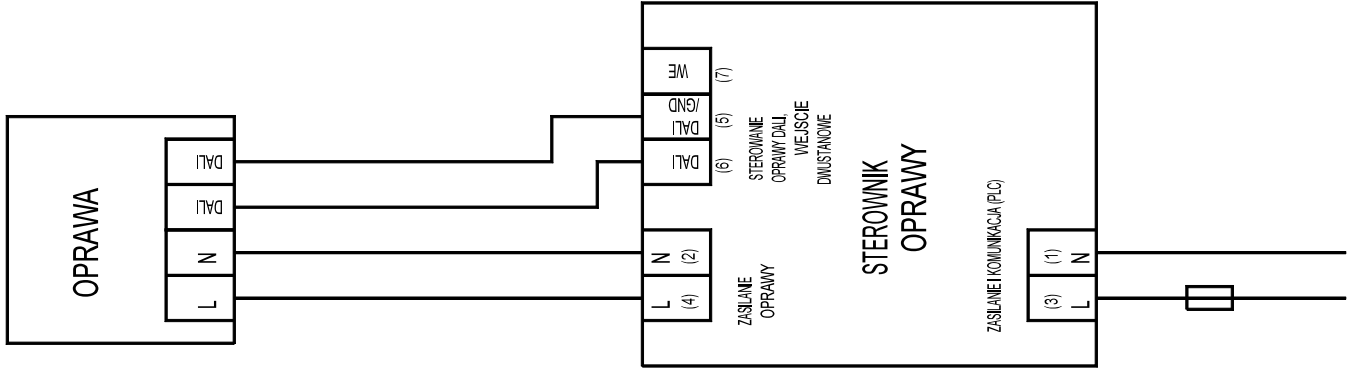 OPRAWA
DALI
DALI
N
L
WE
(7)
DALI
/GND
(5)
DALI
(6)
STEROWANIE
OPRAWY DALI,
WEJSCIE
DWUSTANOWE
N
(2)
L
(4)
ZASILANIE
OPRAWY
STEROWNIK
OPRAWY
ZASILANIE I KOMUNIKACJA (PLC)
(1)
N
(3)
L